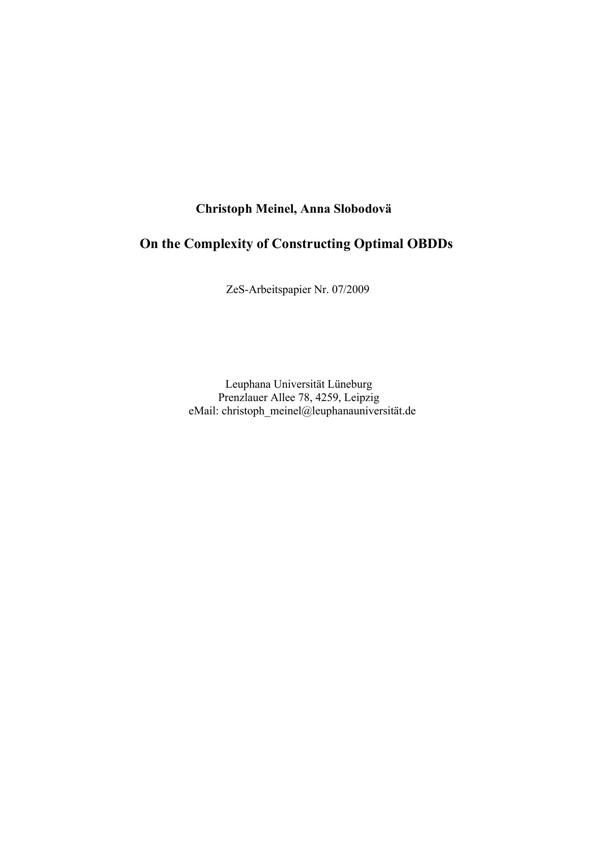 Christoph Meinel, Anna Slobodovä
On the Complexity of Constructing Optimal OBDDs
ZeS-Arbeitspapier Nr. 07/2009
Leuphana Universität Lüneburg
Prenzlauer Allee 78, 4259, Leipzig
eMail: christoph_meinel@leuphanauniversität.de